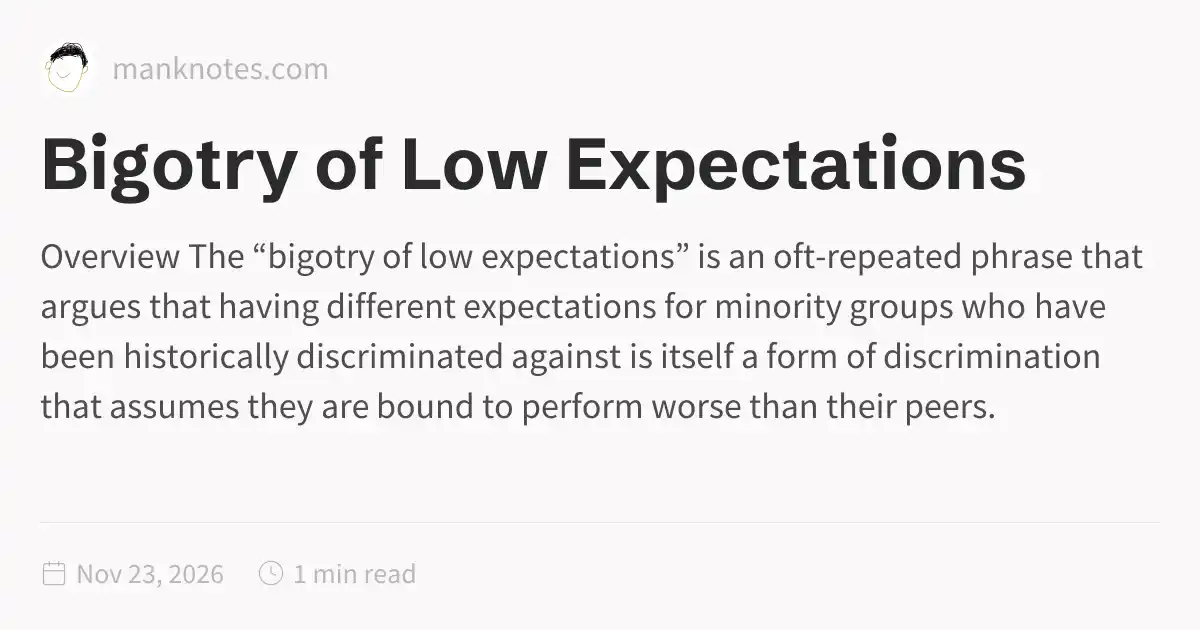 manknotes.com
Bigotry of Low Expectations
Overview The “bigotry of low expectations” is an oft-repeated phrase that
argues that having different expectations for minority groups who have
been historically discriminated against is itself a form of discrimination
that assumes they are bound to perform worse than their peers.
Nov 23, 2026 1 min read